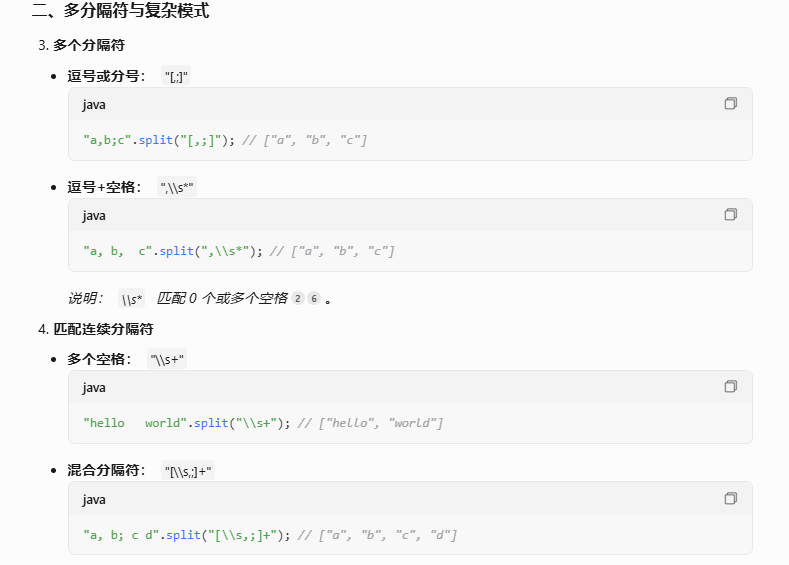 二、多分隔符与复杂模式
3. 多个分隔符
• 逗号或分号： "[,;]"
java
"a,b;c".split("[,;]"); // ["a", "b", "c"]
• 逗号+空格： ",\\s*"
java
"a, b,  c".split(",\\s*"); // ["a", "b", "c"]
说明： \\s* 匹配 0 个或多个空格 2 6 。
4. 匹配连续分隔符
• 多个空格： "\\s+"
java
"hello   world".split("\\s+"); // ["hello", "world"]
• 混合分隔符： "[\\s,;]+"
java
"a, b; c d".split("[\\s,;]+"); // ["a", "b", "c", "d"]